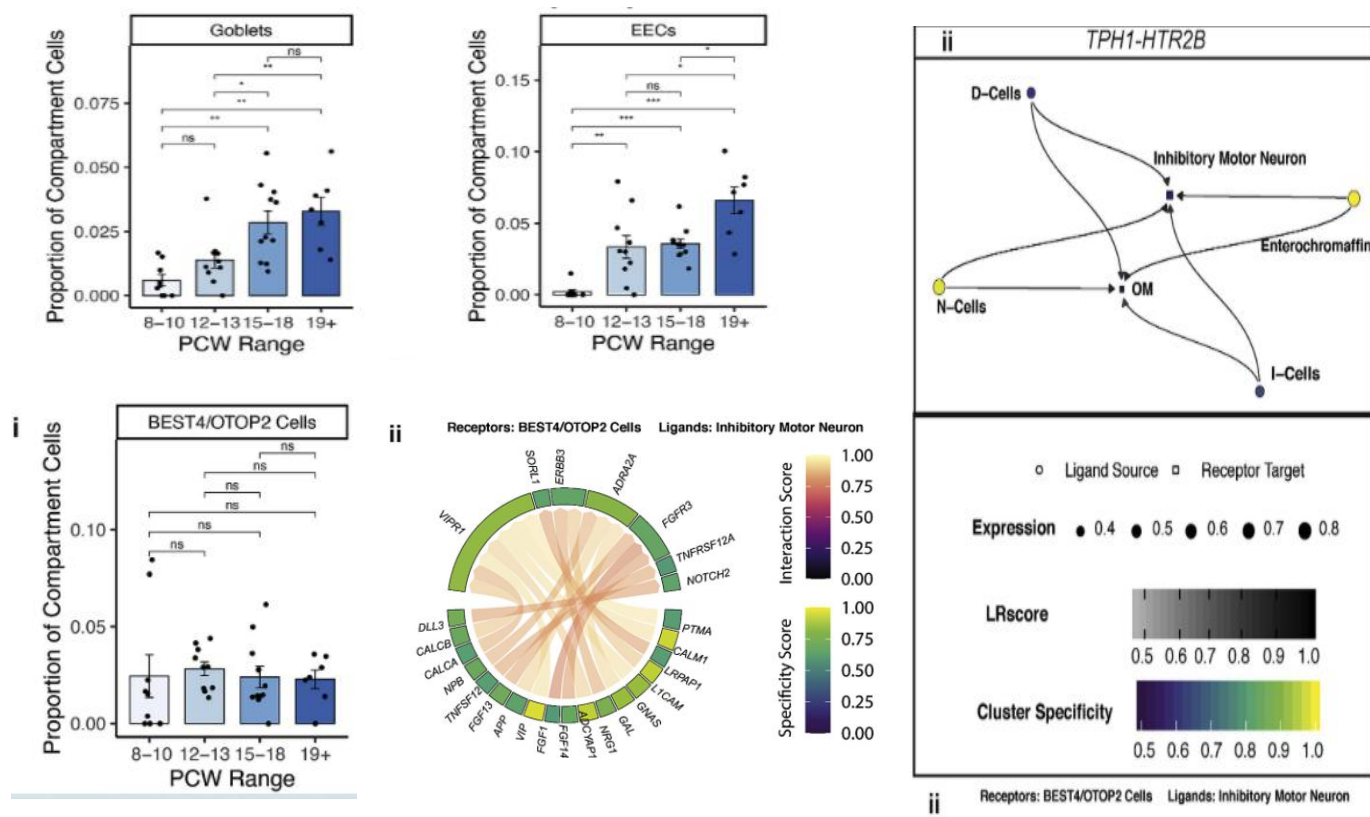 Goblets
Proportion of Compartment Cells
0.075
0.050
0.025
0.000
ns
**
*
**
**
ns
8–10 12–13 15–18 19+
PCW Range
EECs
Proportion of Compartment Cells
0.15
0.10
0.05
0.00
*
*
ns
***
***
**
8–10 12–13 15–18 19+
PCW Range
ii
TPH1-HTR2B
D–Cells
Inhibitory Motor Neuron
Enterochromaffin
OM
N–Cells
I–Cells
i
BEST4/OTOP2 Cells
Proportion of Compartment Cells
0.10
0.05
0.00
ns
ns
ns
ns
ns
ns
8–10 12–13 15–18 19+
PCW Range
ii
Receptors: BEST4/OTOP2 Cells Ligands: Inhibitory Motor Neuron
VIPR1
SORL1
ERBB3
ADRA2A
FGFR3
TNFRSF12A
NOTCH2
DLL3
CALCB
CALCA
NPB
TNFSF12
FGF13
APP
VIP
FGF1
FGF14
ADCYAP1
NRG1
GAL
GNAS
L1CAM
LRPAP1
CALM1
PTMA
Interaction Score
1.00
0.75
0.50
0.25
0.00
Specificity Score
1.00
0.75
0.50
0.25
0.00
Ligand Source Receptor Target
Expression 0.4 0.5 0.6 0.7 0.8
LRscore
0.5 0.6 0.7 0.8 0.9 1.0
Cluster Specificity
0.5 0.6 0.7 0.8 0.9 1.0
ii Receptors: BEST4/OTOP2 Cells Ligands: Inhibitory Motor Neuron